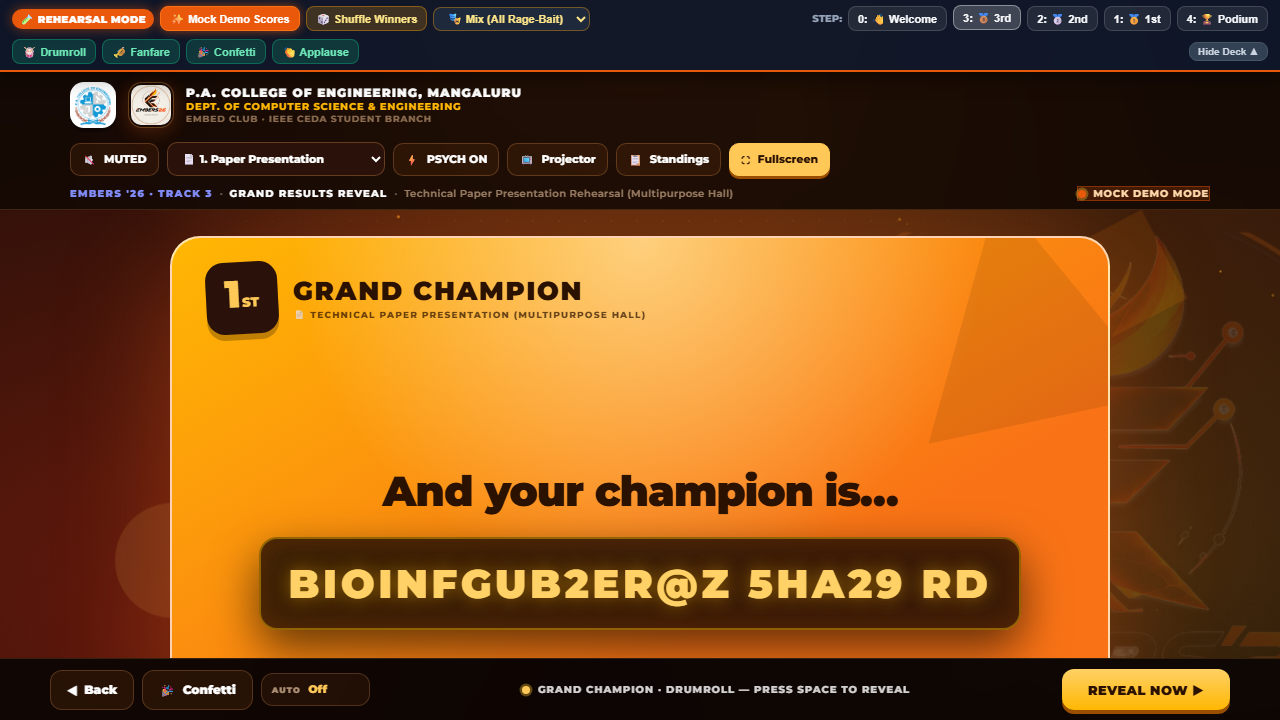 REHEARSAL MODE Mock Demo Scores Shuffle Winners Mix (All Rage-Bait) STEP: 0: Welcome 3: 3rd 2: 2nd 1: 1st 4: Podium
Drumroll Fanfare Confetti Applause Hide Deck ▲
P.A. COLLEGE OF ENGINEERING, MANGALURU
DEPT. OF COMPUTER SCIENCE & ENGINEERING
EMBED CLUB · IEEE CEDA STUDENT BRANCH
MUTED 1. Paper Presentation PSYCH ON Projector Standings Fullscreen
EMBERS '26 • TRACK 3 · GRAND RESULTS REVEAL · Technical Paper Presentation Rehearsal (Multipurpose Hall) MOCK DEMO MODE
1ST GRAND CHAMPION
TECHNICAL PAPER PRESENTATION (MULTIPURPOSE HALL)
And your champion is...
BIOINFGUB2ER@Z 5HA29 RD
◀ Back Confetti AUTO Off GRAND CHAMPION · DRUMROLL — PRESS SPACE TO REVEAL REVEAL NOW ▶